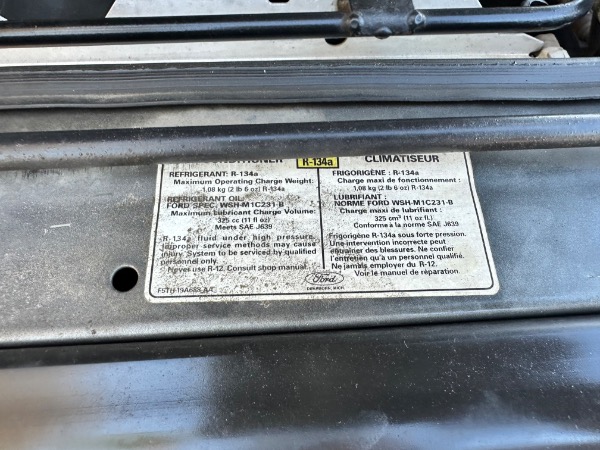 R-134a
CLIMATISEUR
REFRIGERANT: R-134a
Maximum Operating Charge Weight:
1.08 kg (2 lb 6 oz) R-134a
REFRIGERANT OIL:
FORD SPEC. WSH-M1C231-B
Maximum Lubricant Charge Volume:
325 cc (11 fl oz)
Meets SAE J639
R-134a fluid under high pressure,
improper service methods may cause
injury. System to be serviced by qualified
personnel only.
Never use R-12. Consult shop manual.
FRIGORIGÈNE: R-134a
Charge maxi de fonctionnement:
1,08 kg (2 lb 6 oz) R-134a
LUBRIFIANT:
NORME FORD WSH-M1C231-B
Charge maxi de lubrifiant:
325 cm³ (11 oz fl.)
Conforme à la norme SAE J639
Frigorigène R-134a sous forte pression.
Une intervention incorrecte peut
entraîner des blessures. Ne confier
l'entretien qu'à un personnel qualifié.
Ne jamais employer du R-12.
Voir le manuel de réparation.
Ford
DEARBORN, MICH.